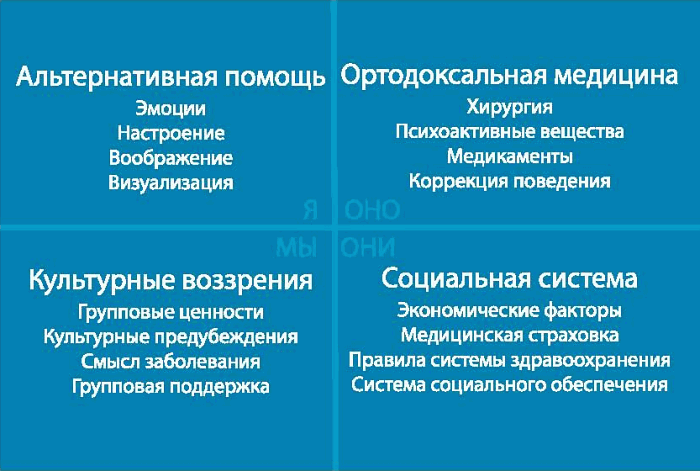 Альтернативная помощь
Эмоции
Настроение
Воображение
Визуализация
Ортодоксальная медицина
Хирургия
Психоактивные вещества
Медикаменты
Коррекция поведения
Я ОНО
МЫ ОНИ
Культурные воззрения
Групповые ценности
Культурные предубеждения
Смысл заболевания
Групповая поддержка
Социальная система
Экономические факторы
Медицинская страховка
Правила системы здравоохранения
Система социального обеспечения